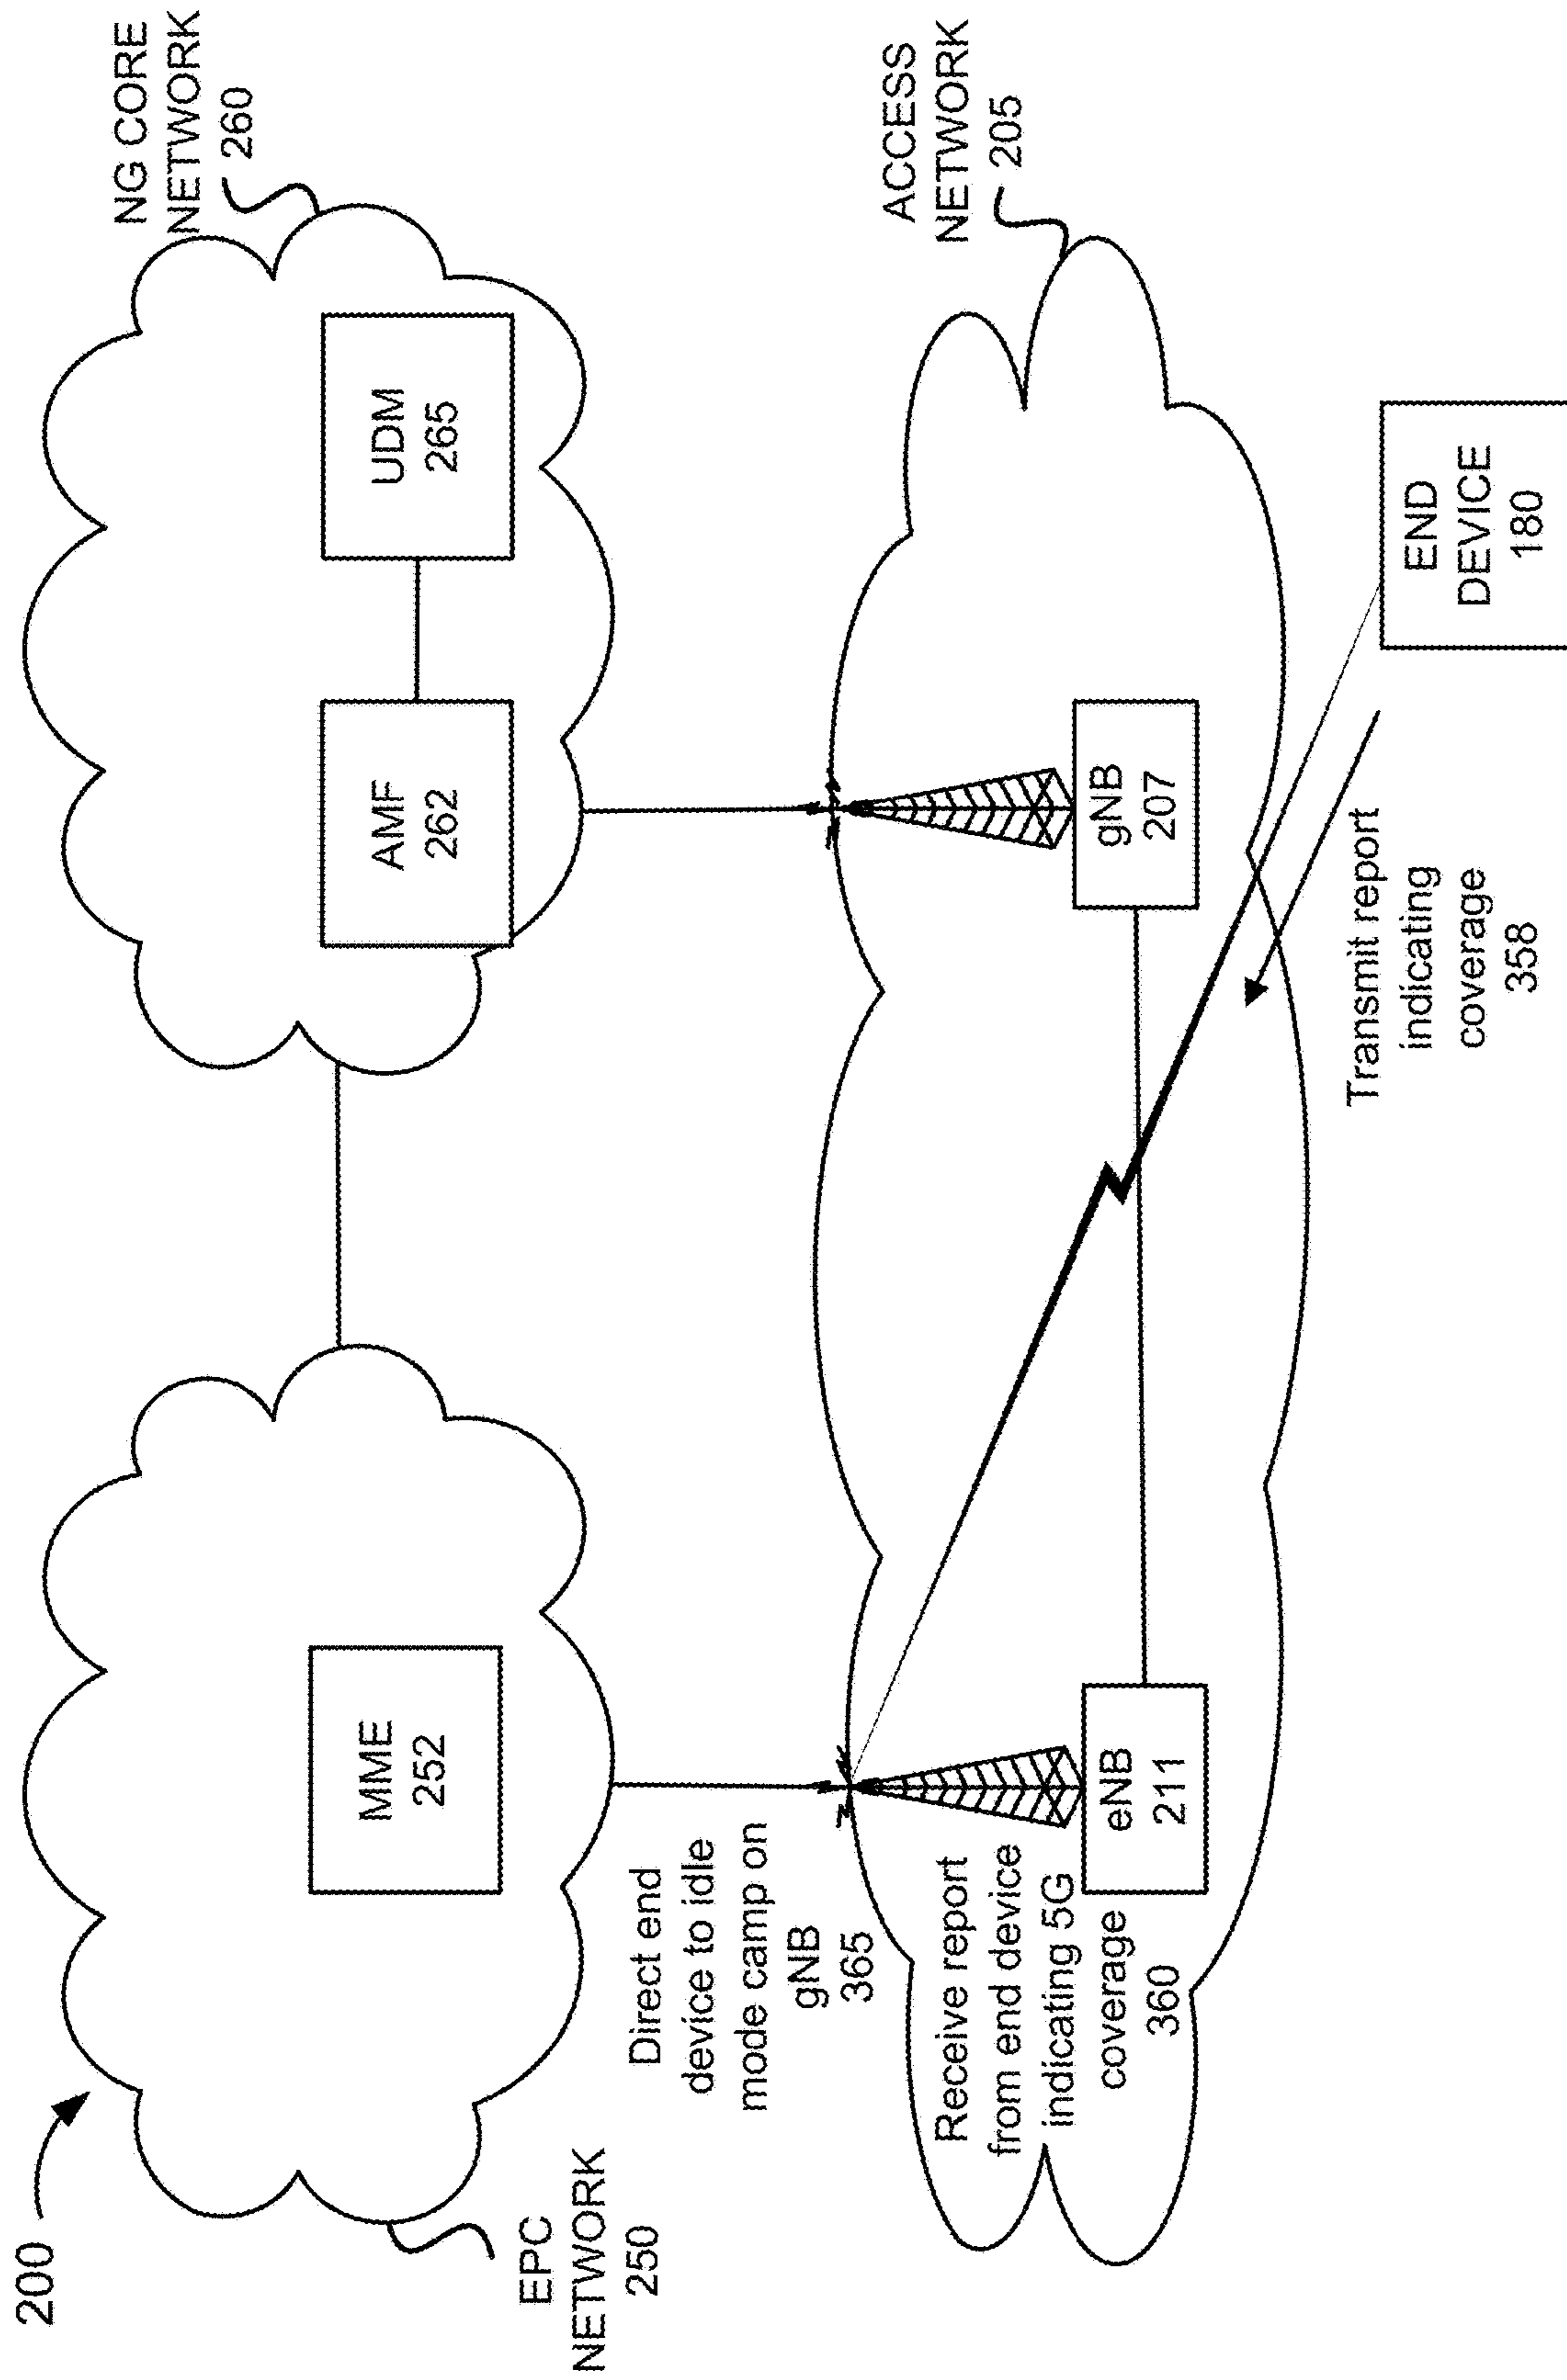 200
EPC
NETWORK
250
MME
252
NG CORE
NETWORK
260
AMF
262
UDM
265
Direct end
device to idle
mode camp on
gNB
365
ACCESS
NETWORK
205
Receive report
from end device
indicating 5G
coverage
360
eNB
211
gNB
207
Transmit report
indicating
coverage
358
END
DEVICE
180